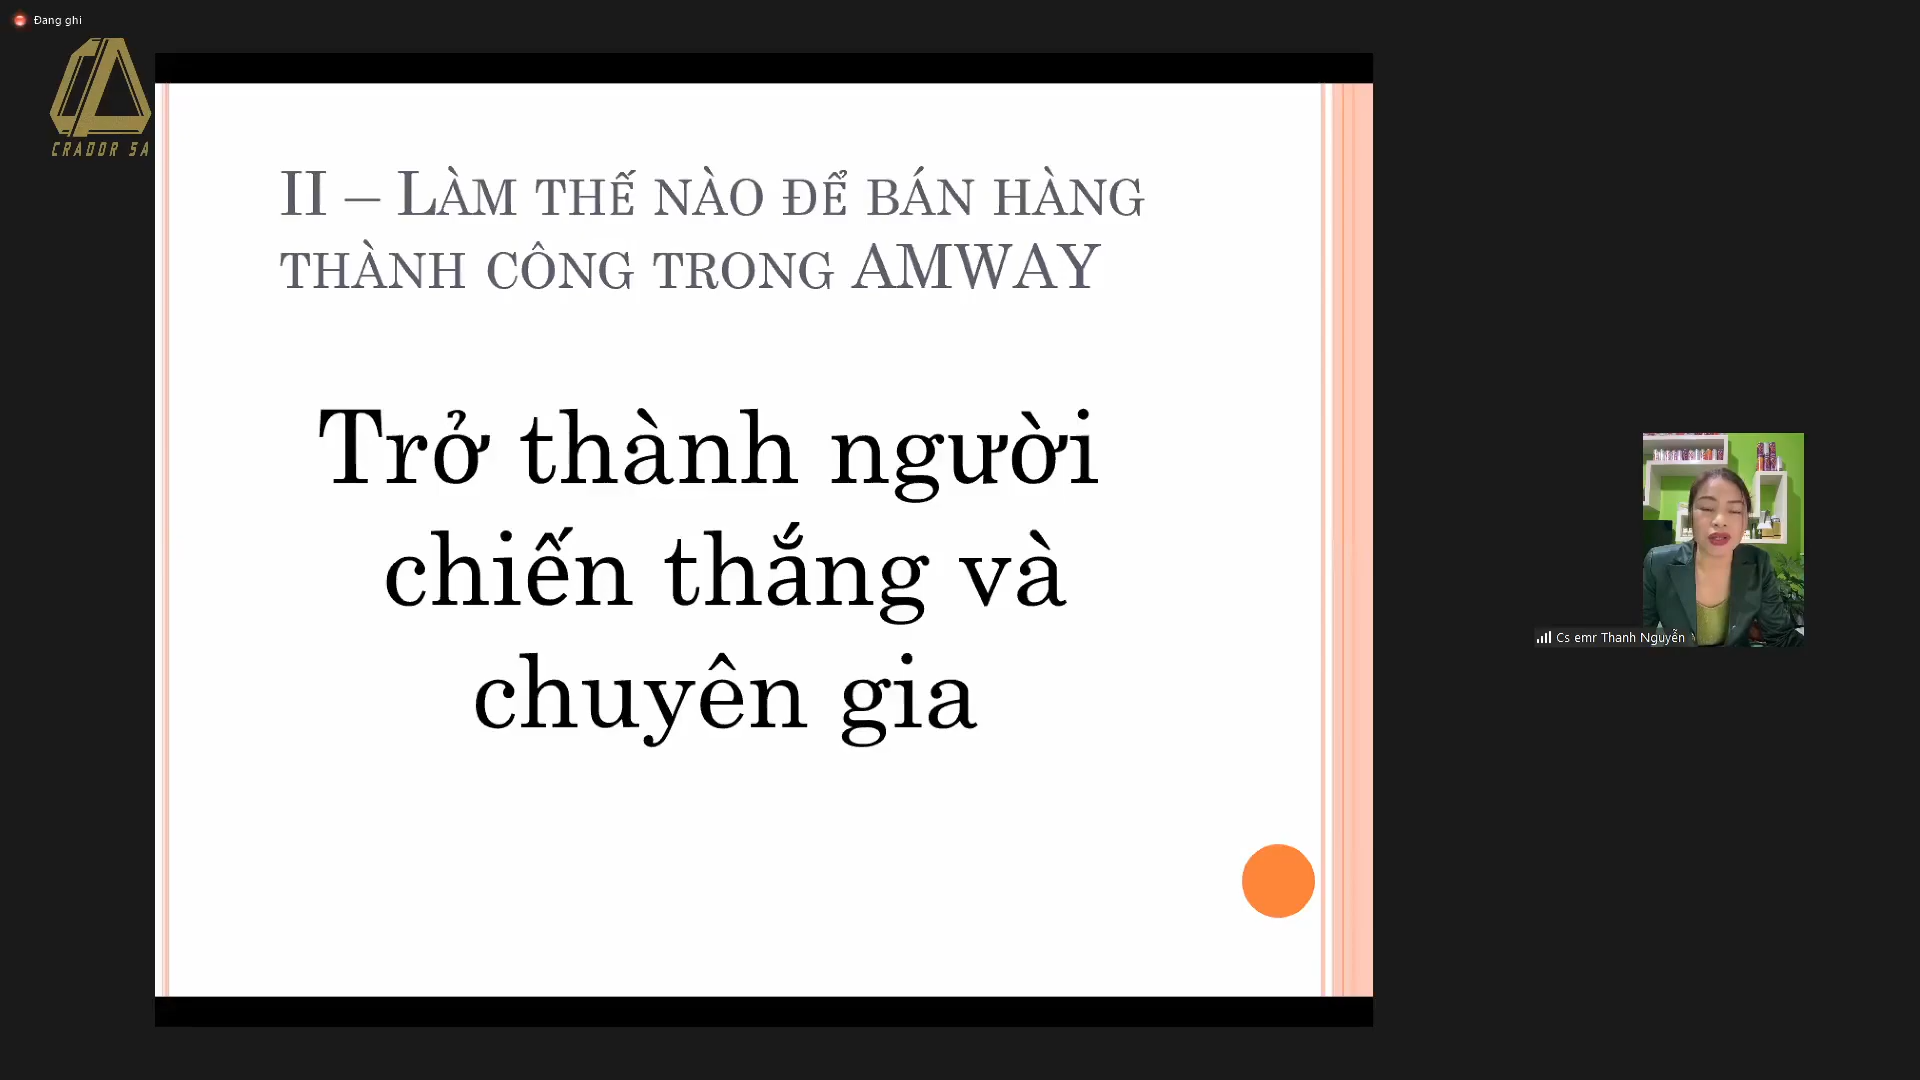 Đang ghi
CRADOR SA
II – LÀM THẾ NÀO ĐỂ BÁN HÀNG
THÀNH CÔNG TRONG AMWAY
Trở thành người
chiến thắng và
chuyên gia
Cs emr Thanh Nguyễn